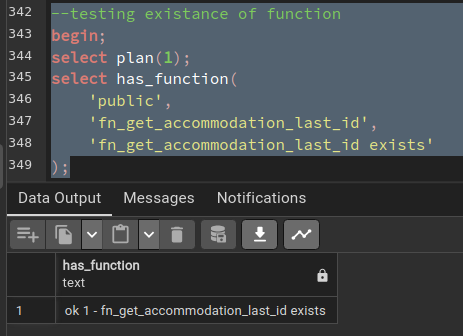 342 --testing existance of function
343 begin;
344 select plan(1);
345 select has_function(
346 'public',
347 'fn_get_accommodation_last_id',
348 'fn_get_accommodation_last_id exists'
349 );
Data Output Messages Notifications
has_function
text
1 ok 1 - fn_get_accommodation_last_id exists